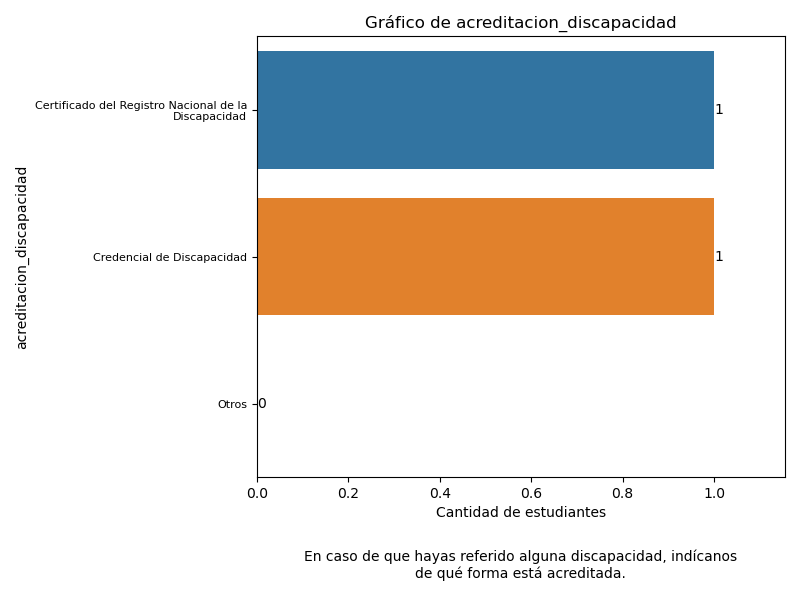 Gráfico de acreditacion_discapacidad
acreditacion_discapacidad
Certificado del Registro Nacional de la
Discapacidad
1
Credencial de Discapacidad
1
Otros
0
0.0 0.2 0.4 0.6 0.8 1.0
Cantidad de estudiantes
En caso de que hayas referido alguna discapacidad, indícanos
de qué forma está acreditada.